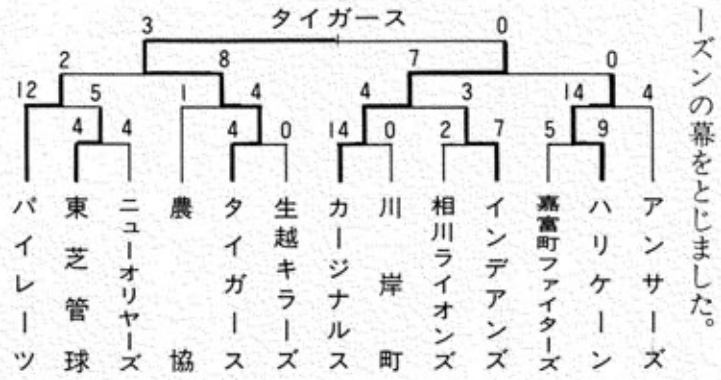 ーズンの幕をとじました。
タイガース
3 0
2 8 7 0
12 5 1 4 4 3 14 4
4 4 4 0 14 0 2 7 5 9
パイレーツ
東芝管球
ニューオリヤーズ
農協
タイガース
生越キラーズ
カージナルス
川岸町
相川ライオンズ
インデアンズ
嘉富町ファイターズ
ハリケーン
アンサーズ